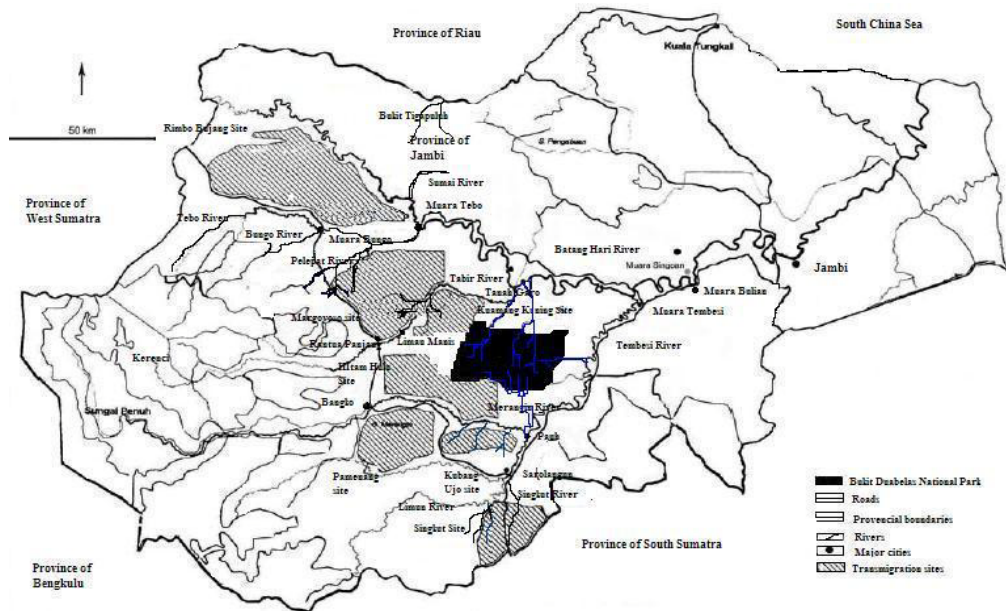 South China Sea
Province of Riau
Kuala Tungkal
50 km
Rimbo Bujang Site
Bukit Tigapuluh
Province of
Jambi
Sumai River
Muara Tebo
Province of
West Sumatra
Tebo River
Bungo River
Muara Bungo
Pelepat River
Batang Hari River
Jambi
Tabir River
Tanah Garo
Muara Bulian
Kuamang Kuning Site
Muara Tembesi
Margoyoso site
Rantua Panjang
Limau Manis
Tembesi River
Kerenci
HItam Hulu
Site
Sungai Penuh
Bangko
Merangin River
Pauh
Pamenang
site
Kubang
Ujo site
Sarolangun
Singkut River
Limun River
Singkut Site
Province of South Sumatra
Province of
Bengkulu
Bukit Duabelas National Park
Roads
Provencial boundaries
Rivers
Major cities
Transmigration sites